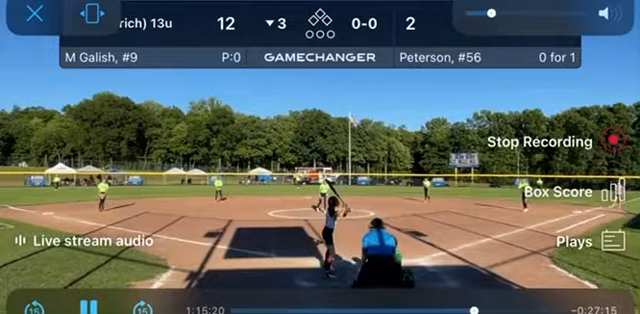 rich) 13u 12 ▼3 0-0 2
M Galish, #9 P:0 GAMECHANGER Peterson, #56 0 for 1
Stop Recording
Box Score
Live stream audio
Plays
15 15 1:15:20 -0:27:15